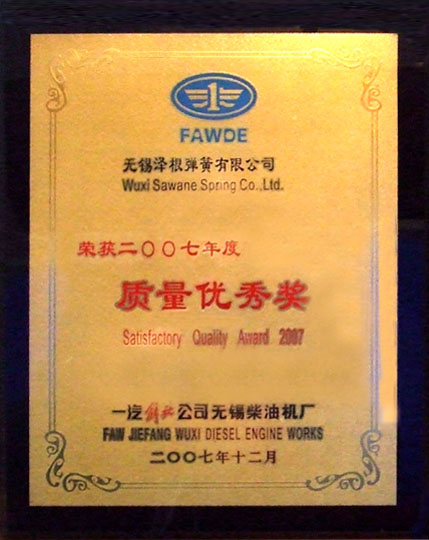 1
FAWDE
无锡泽根弹簧有限公司
Wuxi Sawane Spring Co.,Ltd.
荣获二〇〇七年度
质量优秀奖
Satisfactory Quality Award 2007
一汽解放公司无锡柴油机厂
FAW JIEFANG WUXI DIESEL ENGINE WORKS
二〇〇七年十二月